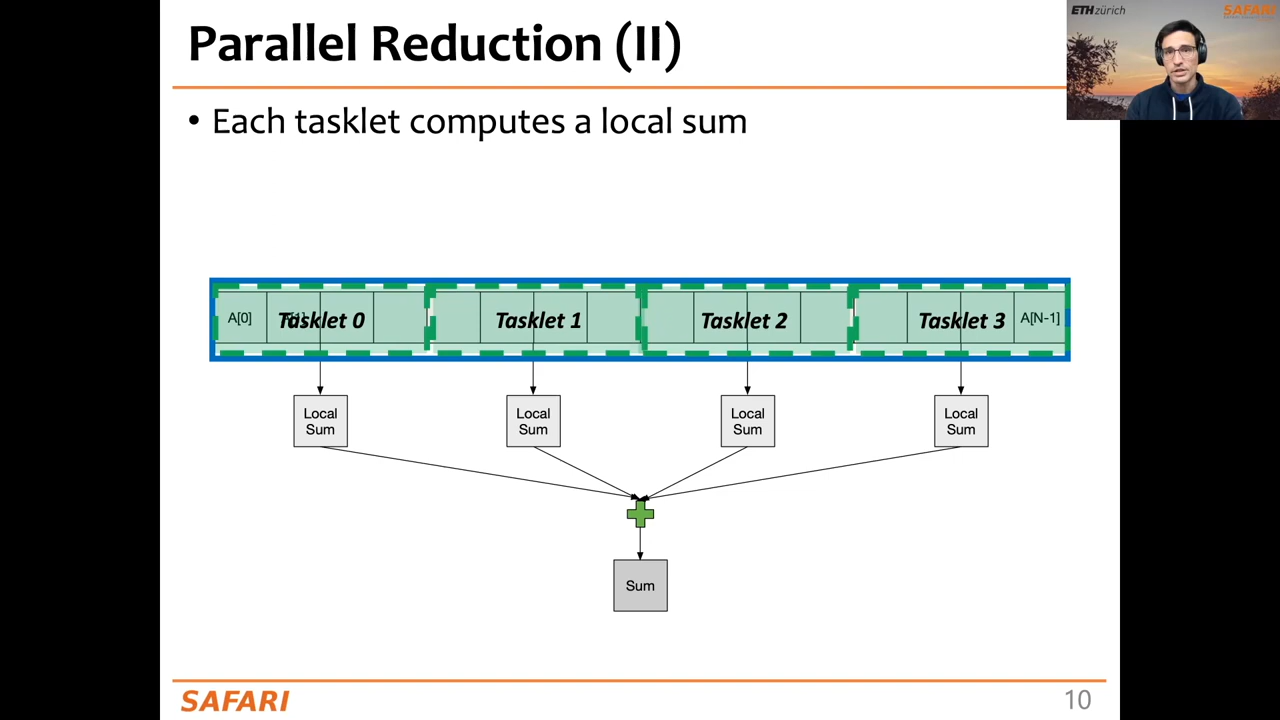 Parallel Reduction (II)
ETHzürich
SAFARI
• Each tasklet computes a local sum
A[0]
Tasklet 0
Tasklet 1
Tasklet 2
Tasklet 3
A[N-1]
Local
Sum
Local
Sum
Local
Sum
Local
Sum
Sum
SAFARI
10